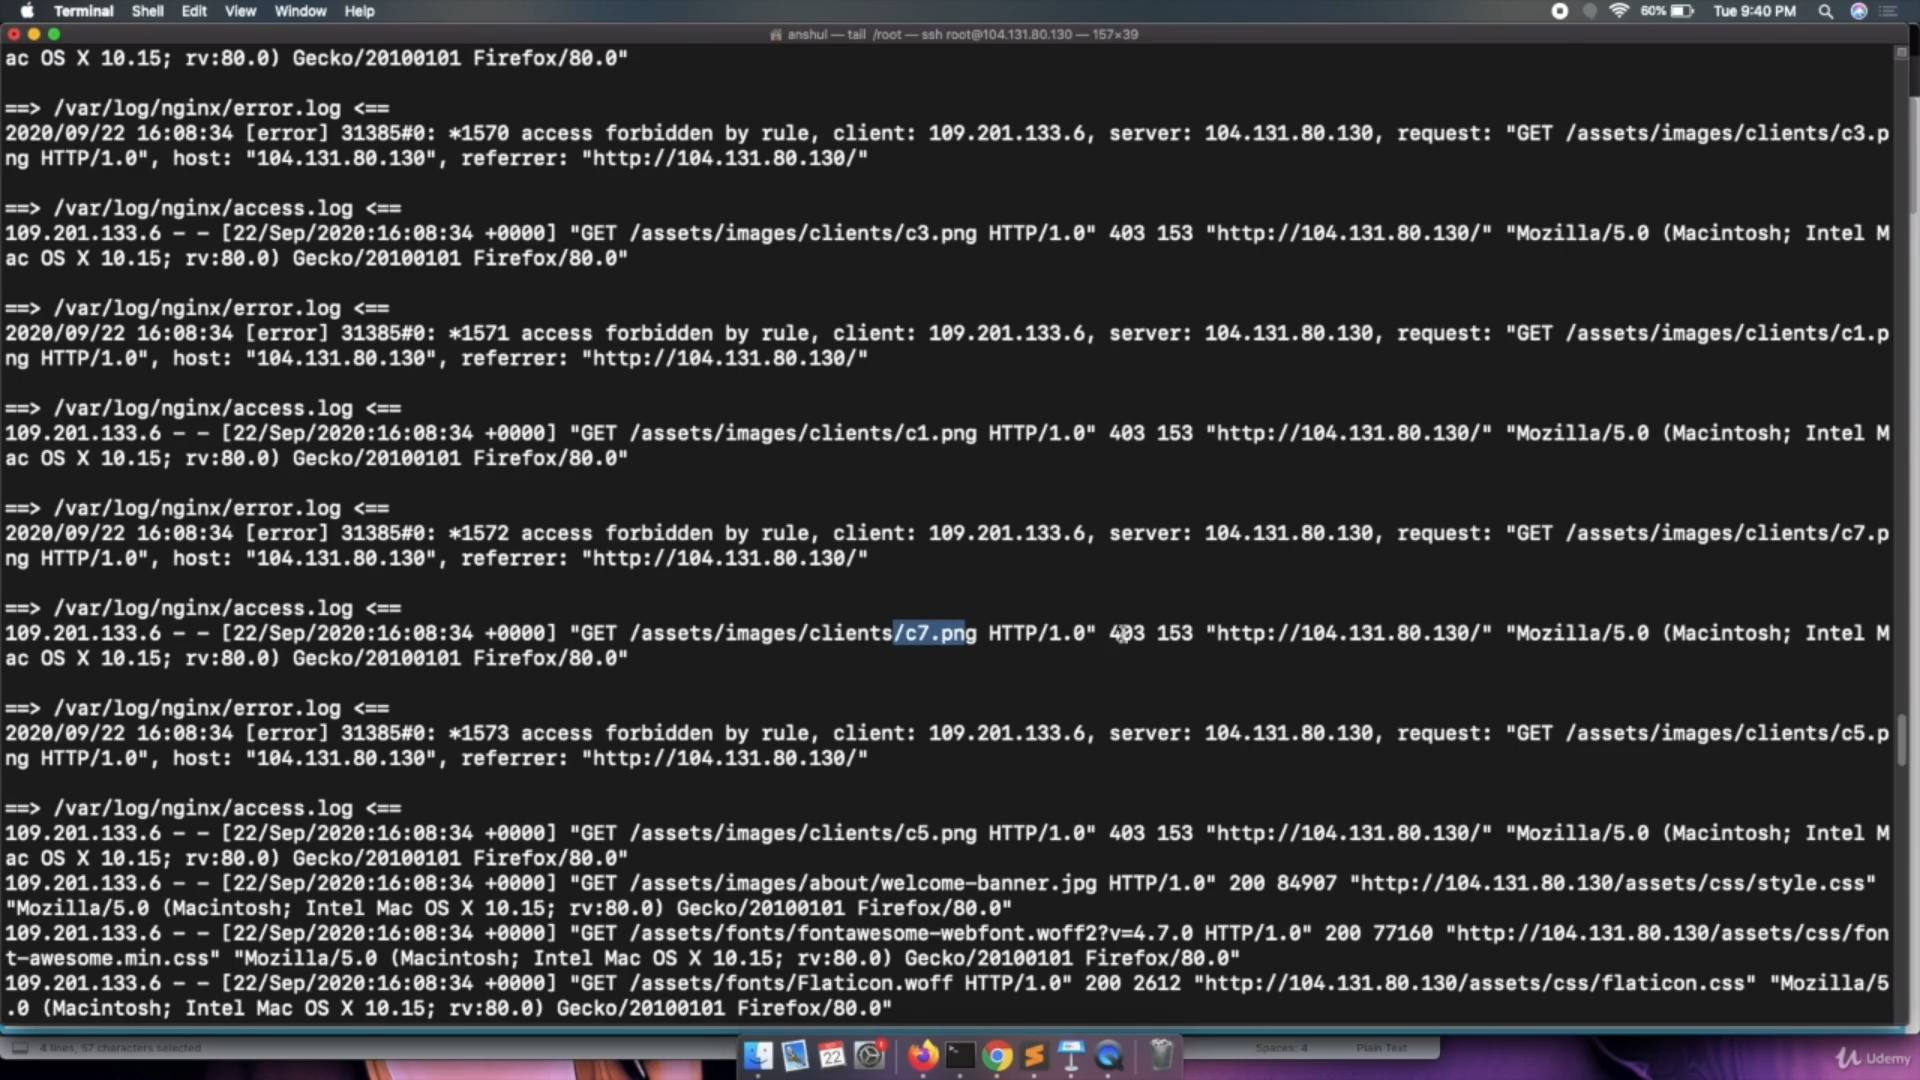 Terminal Shell Edit View Window Help 60% Tue 9:40 PM
anshul — tail /root — ssh root@104.131.80.130 — 157×39
ac OS X 10.15; rv:80.0) Gecko/20100101 Firefox/80.0"
==> /var/log/nginx/error.log <==
2020/09/22 16:08:34 [error] 31385#0: *1570 access forbidden by rule, client: 109.201.133.6, server: 104.131.80.130, request: "GET /assets/images/clients/c3.p
ng HTTP/1.0", host: "104.131.80.130", referrer: "http://104.131.80.130/"
==> /var/log/nginx/access.log <==
109.201.133.6 - - [22/Sep/2020:16:08:34 +0000] "GET /assets/images/clients/c3.png HTTP/1.0" 403 153 "http://104.131.80.130/" "Mozilla/5.0 (Macintosh; Intel M
ac OS X 10.15; rv:80.0) Gecko/20100101 Firefox/80.0"
==> /var/log/nginx/error.log <==
2020/09/22 16:08:34 [error] 31385#0: *1571 access forbidden by rule, client: 109.201.133.6, server: 104.131.80.130, request: "GET /assets/images/clients/c1.p
ng HTTP/1.0", host: "104.131.80.130", referrer: "http://104.131.80.130/"
==> /var/log/nginx/access.log <==
109.201.133.6 - - [22/Sep/2020:16:08:34 +0000] "GET /assets/images/clients/c1.png HTTP/1.0" 403 153 "http://104.131.80.130/" "Mozilla/5.0 (Macintosh; Intel M
ac OS X 10.15; rv:80.0) Gecko/20100101 Firefox/80.0"
==> /var/log/nginx/error.log <==
2020/09/22 16:08:34 [error] 31385#0: *1572 access forbidden by rule, client: 109.201.133.6, server: 104.131.80.130, request: "GET /assets/images/clients/c7.p
ng HTTP/1.0", host: "104.131.80.130", referrer: "http://104.131.80.130/"
==> /var/log/nginx/access.log <==
109.201.133.6 - - [22/Sep/2020:16:08:34 +0000] "GET /assets/images/clients/c7.png HTTP/1.0" 403 153 "http://104.131.80.130/" "Mozilla/5.0 (Macintosh; Intel M
ac OS X 10.15; rv:80.0) Gecko/20100101 Firefox/80.0"
==> /var/log/nginx/error.log <==
2020/09/22 16:08:34 [error] 31385#0: *1573 access forbidden by rule, client: 109.201.133.6, server: 104.131.80.130, request: "GET /assets/images/clients/c5.p
ng HTTP/1.0", host: "104.131.80.130", referrer: "http://104.131.80.130/"
==> /var/log/nginx/access.log <==
109.201.133.6 - - [22/Sep/2020:16:08:34 +0000] "GET /assets/images/clients/c5.png HTTP/1.0" 403 153 "http://104.131.80.130/" "Mozilla/5.0 (Macintosh; Intel M
ac OS X 10.15; rv:80.0) Gecko/20100101 Firefox/80.0"
109.201.133.6 - - [22/Sep/2020:16:08:34 +0000] "GET /assets/images/about/welcome-banner.jpg HTTP/1.0" 200 84907 "http://104.131.80.130/assets/css/style.css"
"Mozilla/5.0 (Macintosh; Intel Mac OS X 10.15; rv:80.0) Gecko/20100101 Firefox/80.0"
109.201.133.6 - - [22/Sep/2020:16:08:34 +0000] "GET /assets/fonts/fontawesome-webfont.woff2?v=4.7.0 HTTP/1.0" 200 77160 "http://104.131.80.130/assets/css/fon
t-awesome.min.css" "Mozilla/5.0 (Macintosh; Intel Mac OS X 10.15; rv:80.0) Gecko/20100101 Firefox/80.0"
109.201.133.6 - - [22/Sep/2020:16:08:34 +0000] "GET /assets/fonts/Flaticon.woff HTTP/1.0" 200 2612 "http://104.131.80.130/assets/css/flaticon.css" "Mozilla/5
.0 (Macintosh; Intel Mac OS X 10.15; rv:80.0) Gecko/20100101 Firefox/80.0"
4 lines, 57 characters selected Spaces: 4 Plain Text
22
Udemy